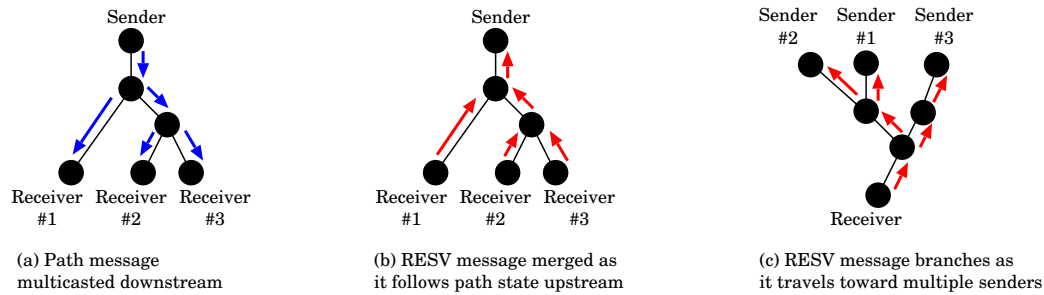 Sender
Receiver Receiver Receiver
#1 #2 #3
(a) Path message
multicasted downstream
Sender
Receiver Receiver Receiver
#1 #2 #3
(b) RESV message merged as
it follows path state upstream
Sender Sender Sender
#2 #1 #3
Receiver
(c) RESV message branches as
it travels toward multiple senders